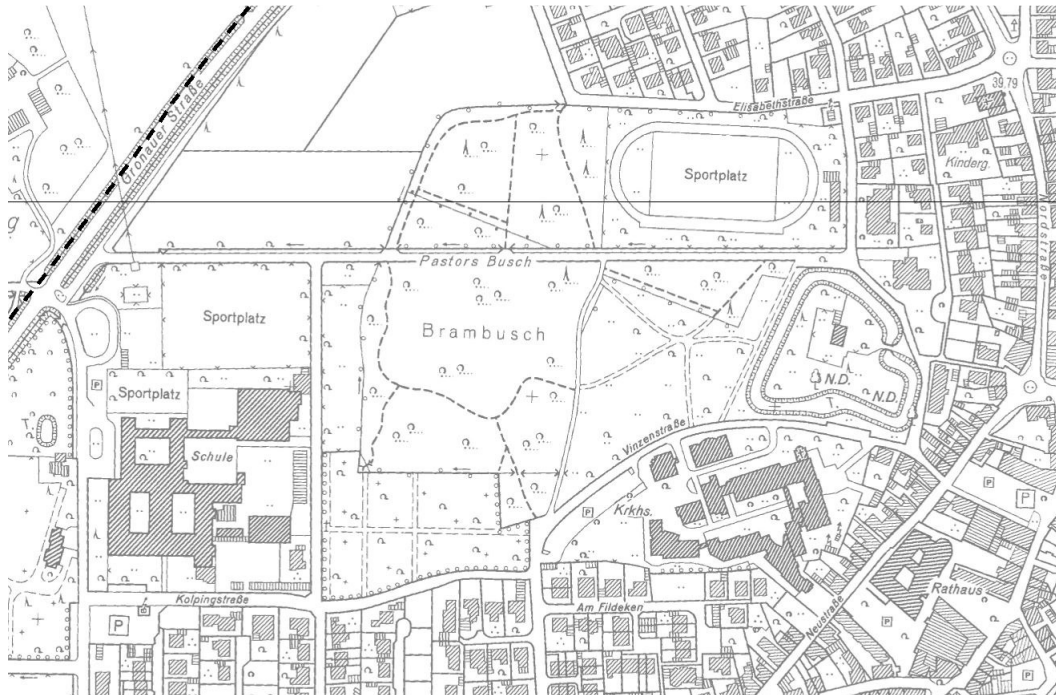 Gronauer Straße
Elisabethstraße
39.79
Kinderg.
Sportplatz
Nordstraße
g
Pastors Busch
Sportplatz
Brambusch
Sportplatz
N.D.
N.D.
T.
P
Schule
Vinzenstraße
Krkhs.
P
P
P
Kolpingstraße
P
Am Fildeken
Neustraße
P
Rathaus